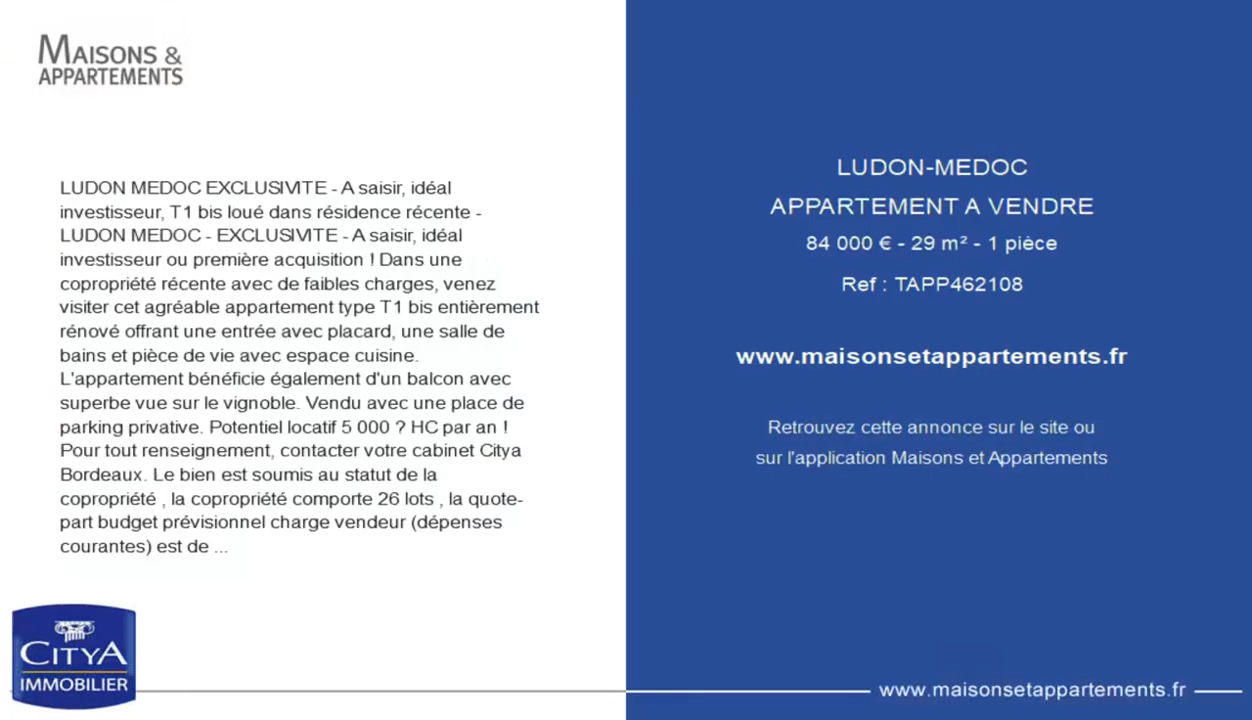 MAISONS &
APPARTEMENTS
LUDON MEDOC EXCLUSIVITE - A saisir, idéal
investisseur, T1 bis loué dans résidence récente -
LUDON MEDOC - EXCLUSIVITE - A saisir, idéal
investisseur ou première acquisition ! Dans une
copropriété récente avec de faibles charges, venez
visiter cet agréable appartement type T1 bis entièrement
rénové offrant une entrée avec placard, une salle de
bains et pièce de vie avec espace cuisine.
L'appartement bénéficie également d'un balcon avec
superbe vue sur le vignoble. Vendu avec une place de
parking privative. Potentiel locatif 5 000 ? HC par an !
Pour tout renseignement, contacter votre cabinet Citya
Bordeaux. Le bien est soumis au statut de la
copropriété , la copropriété comporte 26 lots , la quote-
part budget prévisionnel charge vendeur (dépenses
courantes) est de ...
CITYA
IMMOBILIER
LUDON-MEDOC
APPARTEMENT A VENDRE
84 000 € - 29 m² - 1 pièce
Ref : TAPP462108
www.maisonsetappartements.fr
Retrouvez cette annonce sur le site ou
sur l'application Maisons et Appartements
www.maisonsetappartements.fr